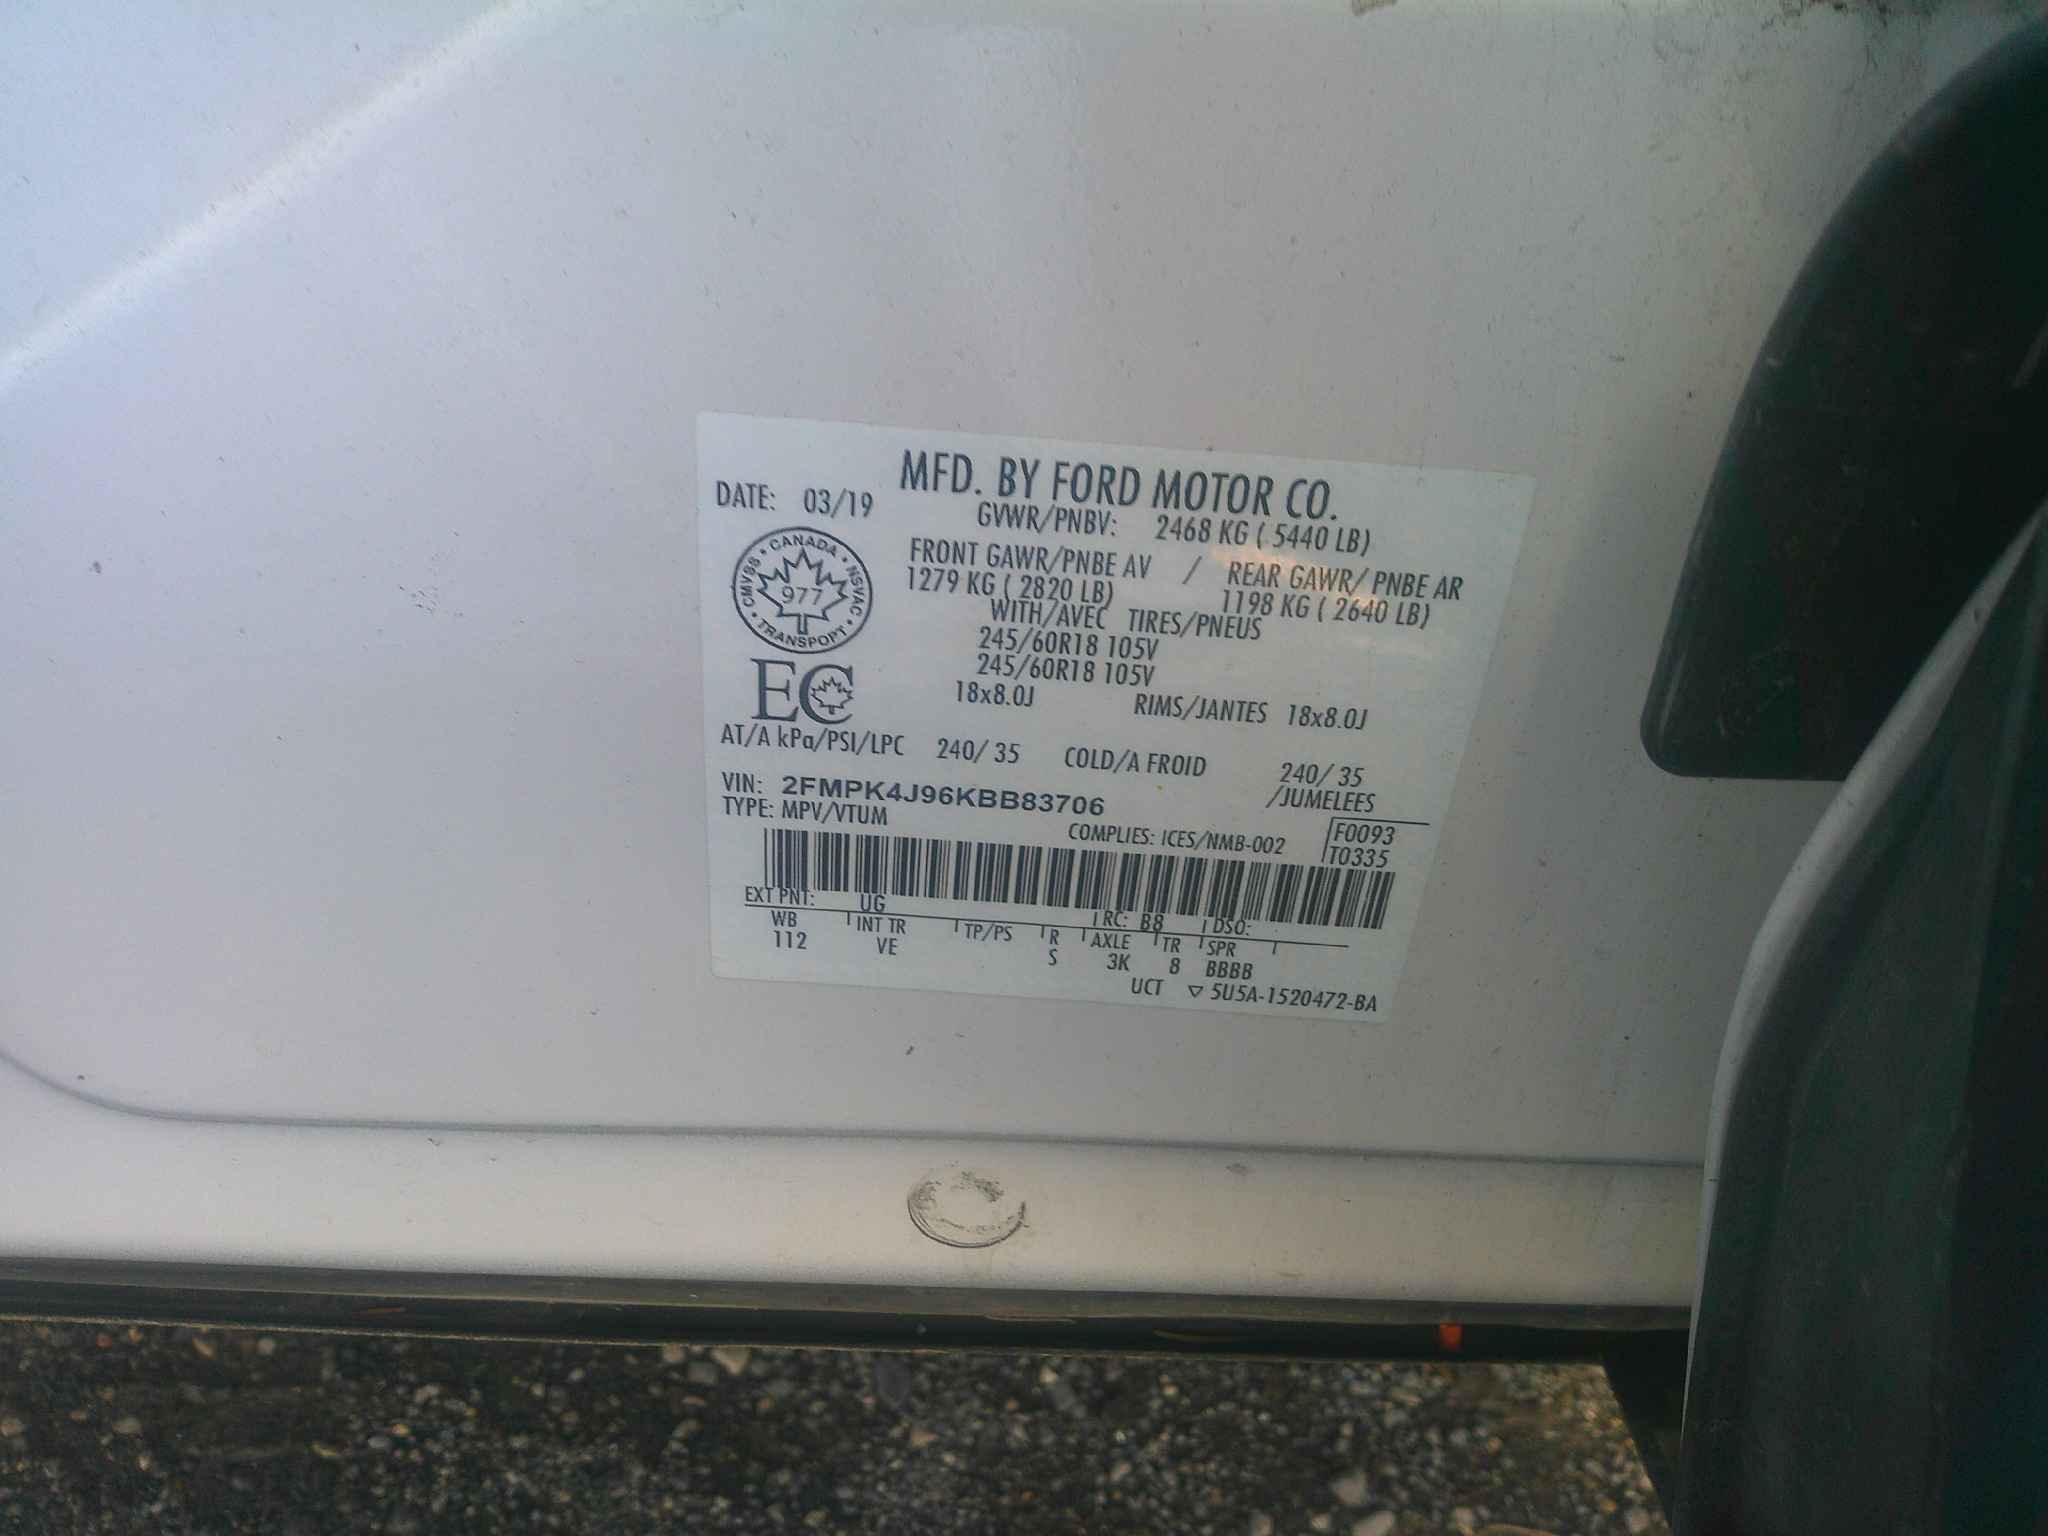 MFD. BY FORD MOTOR CO.
DATE: 03/19
GVWR/PNBV: 2468 KG ( 5440 LB)
FRONT GAWR/PNBE AV / REAR GAWR/ PNBE AR
1279 KG ( 2820 LB) 1198 KG ( 2640 LB)
WITH/AVEC TIRES/PNEUS
245/60R18 105V
245/60R18 105V
18x8.0J RIMS/JANTES 18x8.0J
CANADA • NSVAC • TRANSPORT • CMVSS •
977
EC
AT/A kPa/PSI/LPC 240/ 35 COLD/A FROID 240/ 35
VIN: 2FMPK4J96KBB83706 /JUMELEES
TYPE: MPV/VTUM
COMPLIES: ICES/NMB-002 F0093
T0335
EXT PNT: UG RC: B8 DSO:
WB INT TR TP/PS R AXLE TR SPR
112 VE S 3K 8 BBBB
UCT ▽ 5U5A-1520472-BA